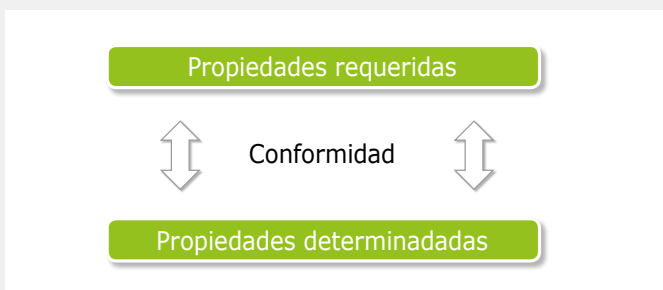 Propiedades requeridas
Conformidad
Propiedades determinadadas